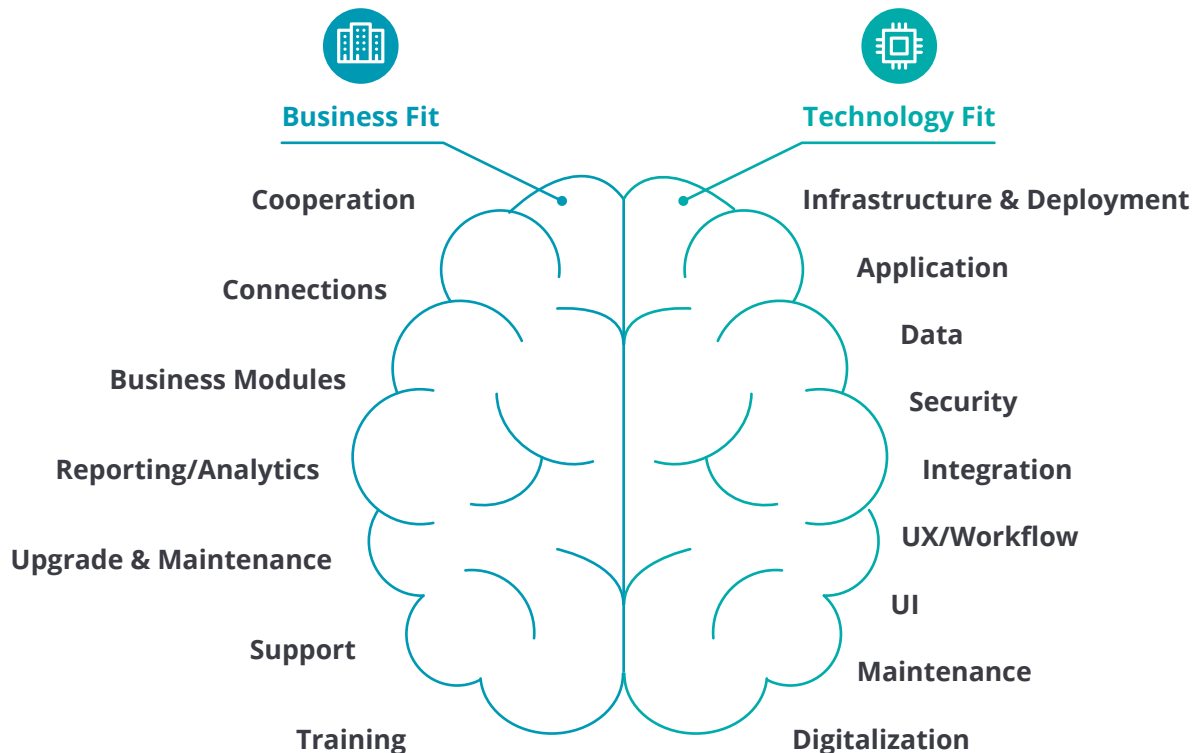 Business Fit
Cooperation
Connections
Business Modules
Reporting/Analytics
Upgrade & Maintenance
Support
Training
Technology Fit
Infrastructure & Deployment
Application
Data
Security
Integration
UX/Workflow
UI
Maintenance
Digitalization